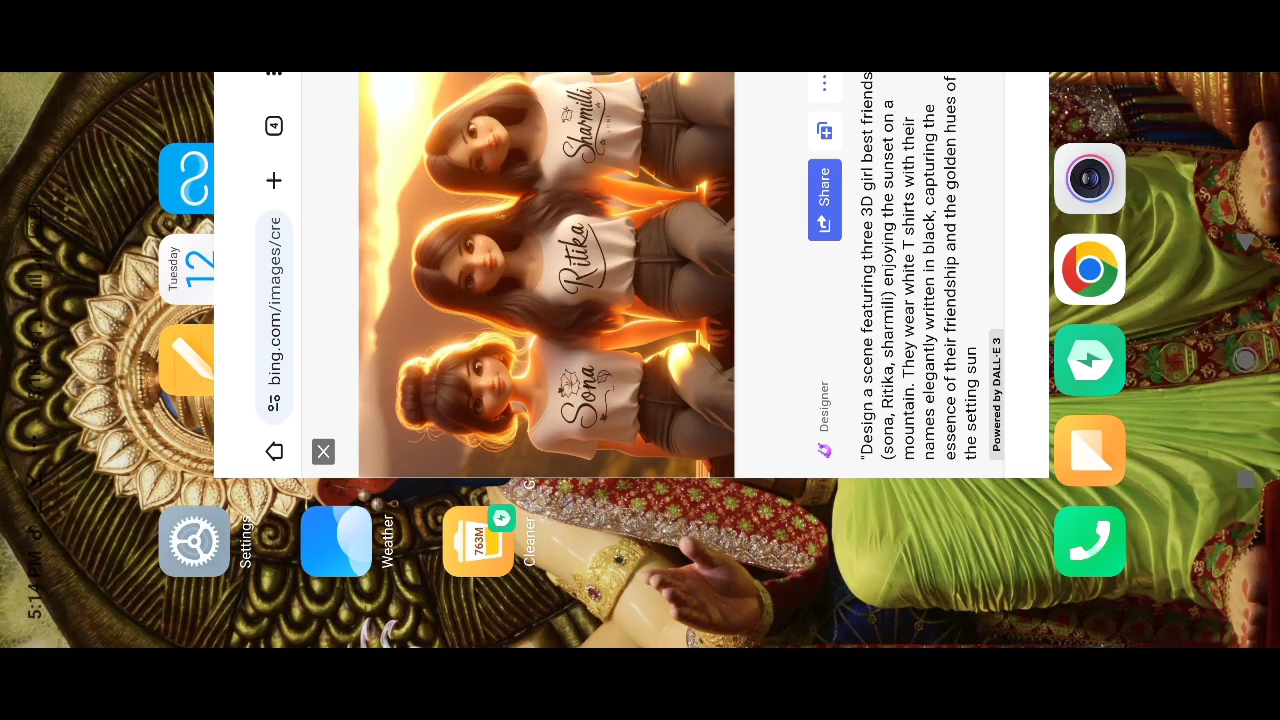 5:14 PM
Tuesday
12
Settings
Weather
763M
Cleaner
4
bing.com/images/cre
Sona
Ritika
Sharmilli
Designer
Share
"Design a scene featuring three 3D girl best friends
(sona, Ritika, sharmilli) enjoying the sunset on a
mountain. They wear white T shirts with their
names elegantly written in black, capturing the
essence of their friendship and the golden hues of
the setting sun
Powered by DALL·E 3